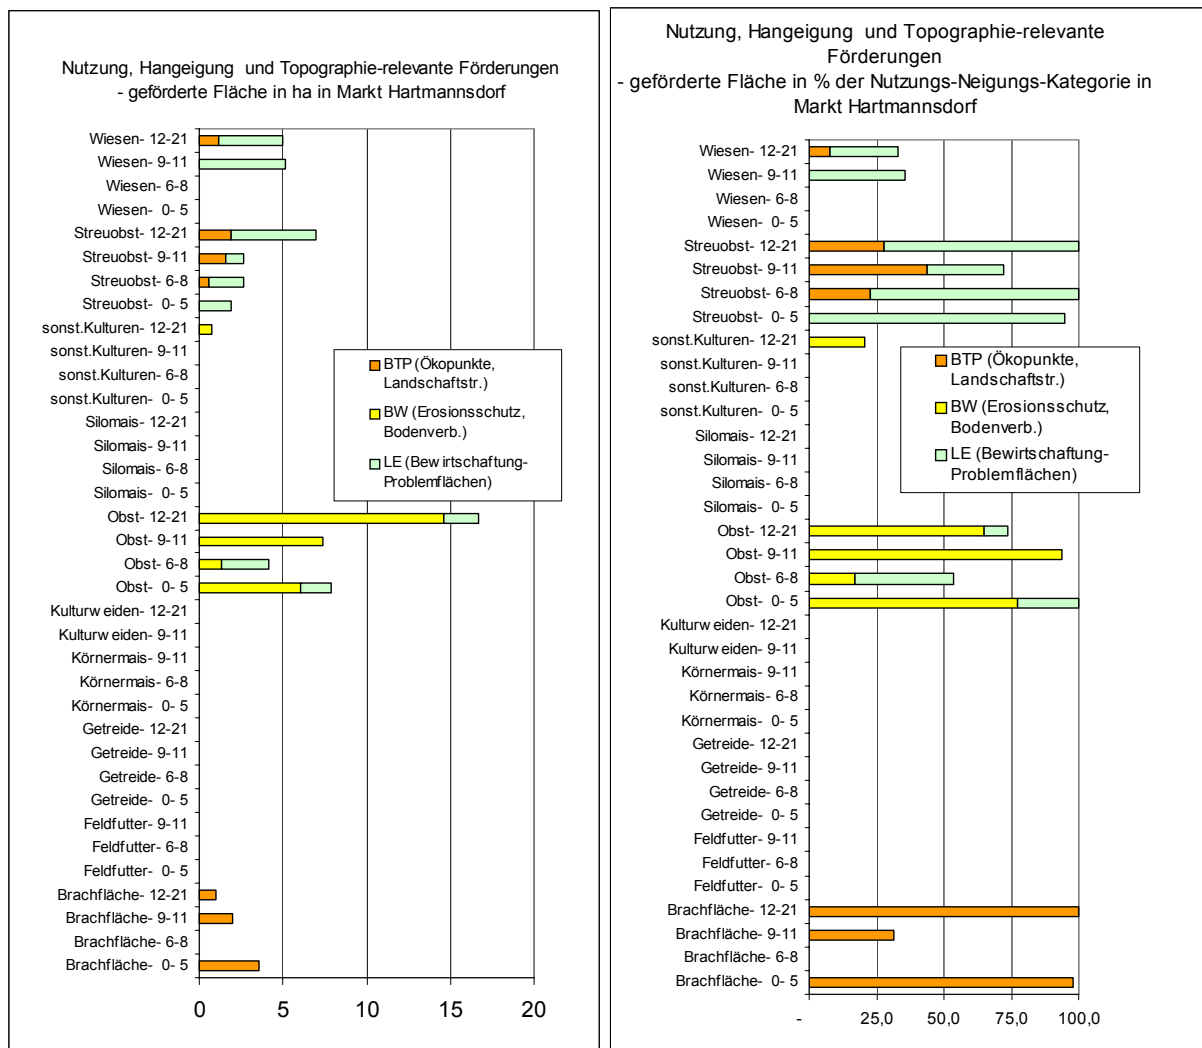 Nutzung, Hangeigung und Topographie-relevante Förderungen
- geförderte Fläche in ha in Markt Hartmannsdorf
Wiesen- 12-21
Wiesen- 9-11
Wiesen- 6-8
Wiesen- 0- 5
Streuobst- 12-21
Streuobst- 9-11
Streuobst- 6-8
Streuobst- 0- 5
sonst.Kulturen- 12-21
sonst.Kulturen- 9-11
sonst.Kulturen- 6-8
sonst.Kulturen- 0- 5
Silomais- 12-21
Silomais- 9-11
Silomais- 6-8
Silomais- 0- 5
Obst- 12-21
Obst- 9-11
Obst- 6-8
Obst- 0- 5
Kulturweiden- 12-21
Kulturweiden- 9-11
Körnermais- 9-11
Körnermais- 6-8
Körnermais- 0- 5
Getreide- 12-21
Getreide- 9-11
Getreide- 6-8
Getreide- 0- 5
Feldfutter- 9-11
Feldfutter- 6-8
Feldfutter- 0- 5
Brachfläche- 12-21
Brachfläche- 9-11
Brachfläche- 6-8
Brachfläche- 0- 5
0 5 10 15 20
BTP (Ökopunkte,
Landschaftstr.)
BW (Erosionsschutz,
Bodenverb.)
LE (Bewirtschaftung-
Problemflächen)
Nutzung, Hangeigung und Topographie-relevante
Förderungen
- geförderte Fläche in % der Nutzungs-Neigungs-Kategorie in
Markt Hartmannsdorf
Wiesen- 12-21
Wiesen- 9-11
Wiesen- 6-8
Wiesen- 0- 5
Streuobst- 12-21
Streuobst- 9-11
Streuobst- 6-8
Streuobst- 0- 5
sonst.Kulturen- 12-21
sonst.Kulturen- 9-11
sonst.Kulturen- 6-8
sonst.Kulturen- 0- 5
Silomais- 12-21
Silomais- 9-11
Silomais- 6-8
Silomais- 0- 5
Obst- 12-21
Obst- 9-11
Obst- 6-8
Obst- 0- 5
Kulturweiden- 12-21
Kulturweiden- 9-11
Körnermais- 9-11
Körnermais- 6-8
Körnermais- 0- 5
Getreide- 12-21
Getreide- 9-11
Getreide- 6-8
Getreide- 0- 5
Feldfutter- 9-11
Feldfutter- 6-8
Feldfutter- 0- 5
Brachfläche- 12-21
Brachfläche- 9-11
Brachfläche- 6-8
Brachfläche- 0- 5
- 25,0 50,0 75,0 100,0
BTP (Ökopunkte,
Landschaftstr.)
BW (Erosionsschutz,
Bodenverb.)
LE (Bewirtschaftung-
Problemflächen)